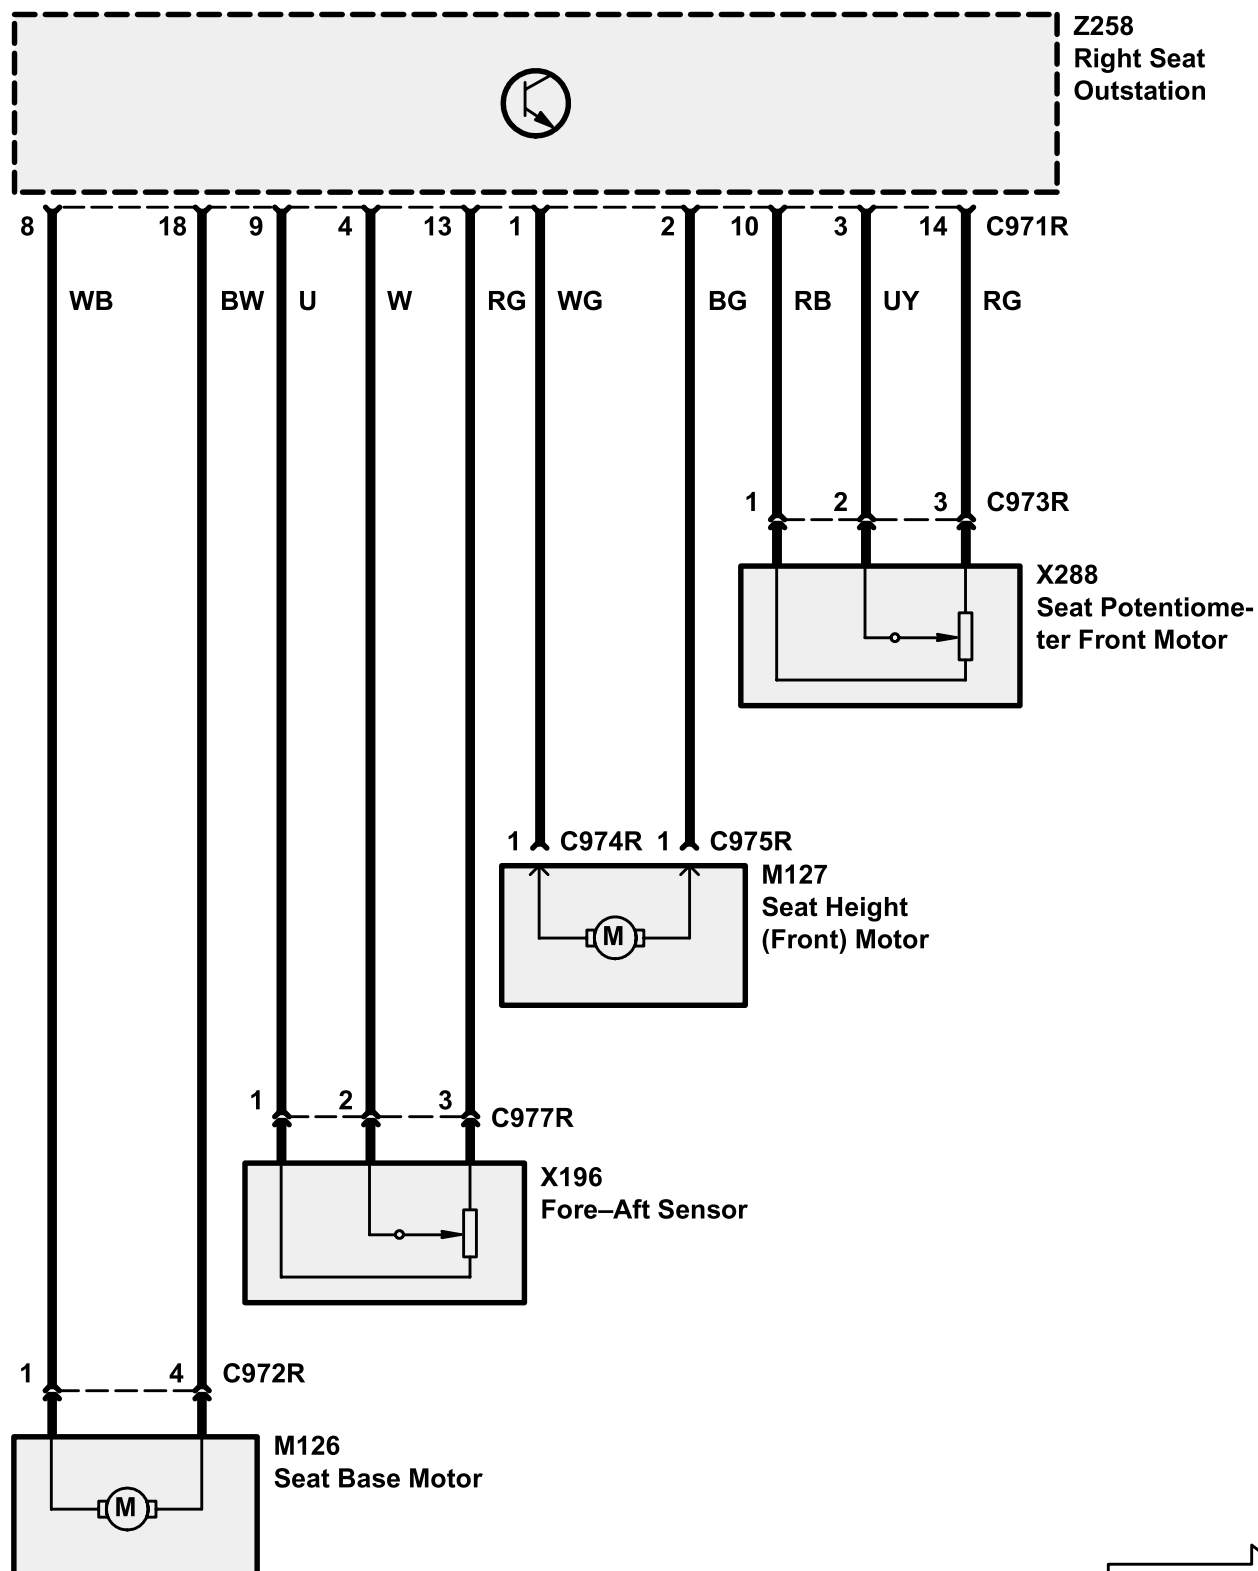 Z258
Right Seat
Outstation
8 18 9 4 13 1 2 10 3 14 C971R
WB BW U W RG WG BG RB UY RG
1 2 3 C973R
X288
Seat Potentiome-
ter Front Motor
1 C974R 1 C975R
M127
Seat Height
(Front) Motor
M
1 2 3 C977R
X196
Fore–Aft Sensor
1 4 C972R
M126
Seat Base Motor
M